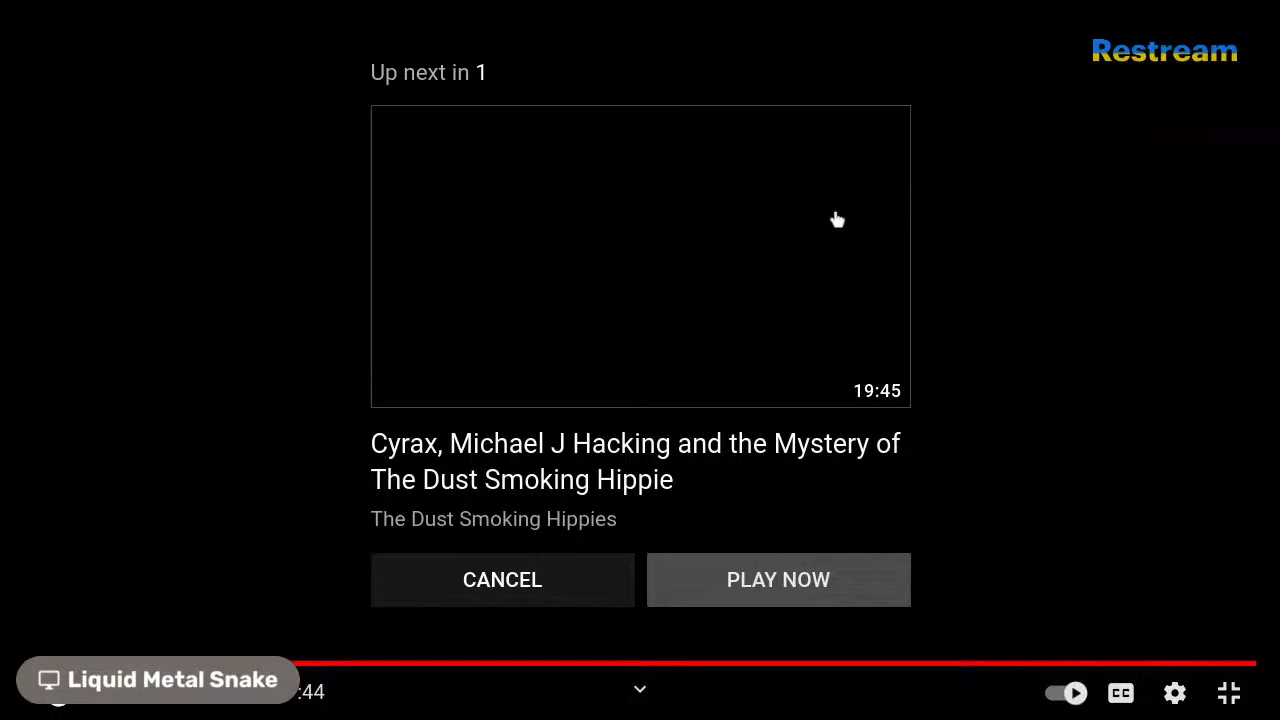 Restream
Up next in 1
19:45
Cyrax, Michael J Hacking and the Mystery of
The Dust Smoking Hippie
The Dust Smoking Hippies
CANCEL
PLAY NOW
Liquid Metal Snake
:44
CC